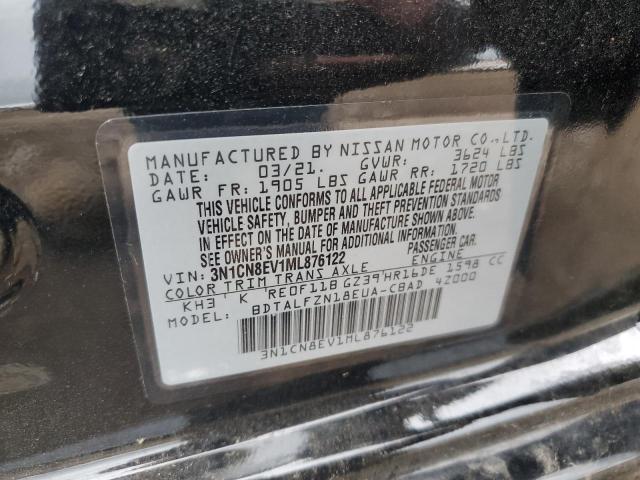 MANUFACTURED BY NISSAN MOTOR CO.,LTD.
DATE: 03/21. GVWR: 3624 LBS
GAWR FR: 1905 LBS GAWR RR: 1720 LBS
THIS VEHICLE CONFORMS TO ALL APPLICABLE FEDERAL MOTOR
VEHICLE SAFETY, BUMPER AND THEFT PREVENTION STANDARDS
IN EFFECT ON THE DATE OF MANUFACTURE SHOWN ABOVE.
SEE OWNER'S MANUAL FOR ADDITIONAL INFORMATION.
VIN: 3N1CN8EV1ML876122 PASSENGER CAR.
COLOR TRIM TRANS AXLE ENGINE
KH3 K RE0F11B GZ39 HR16DE 1598 CC
MODEL: BDTALFZN18EUA-CBAD 42000
3N1CN8EV1ML876122